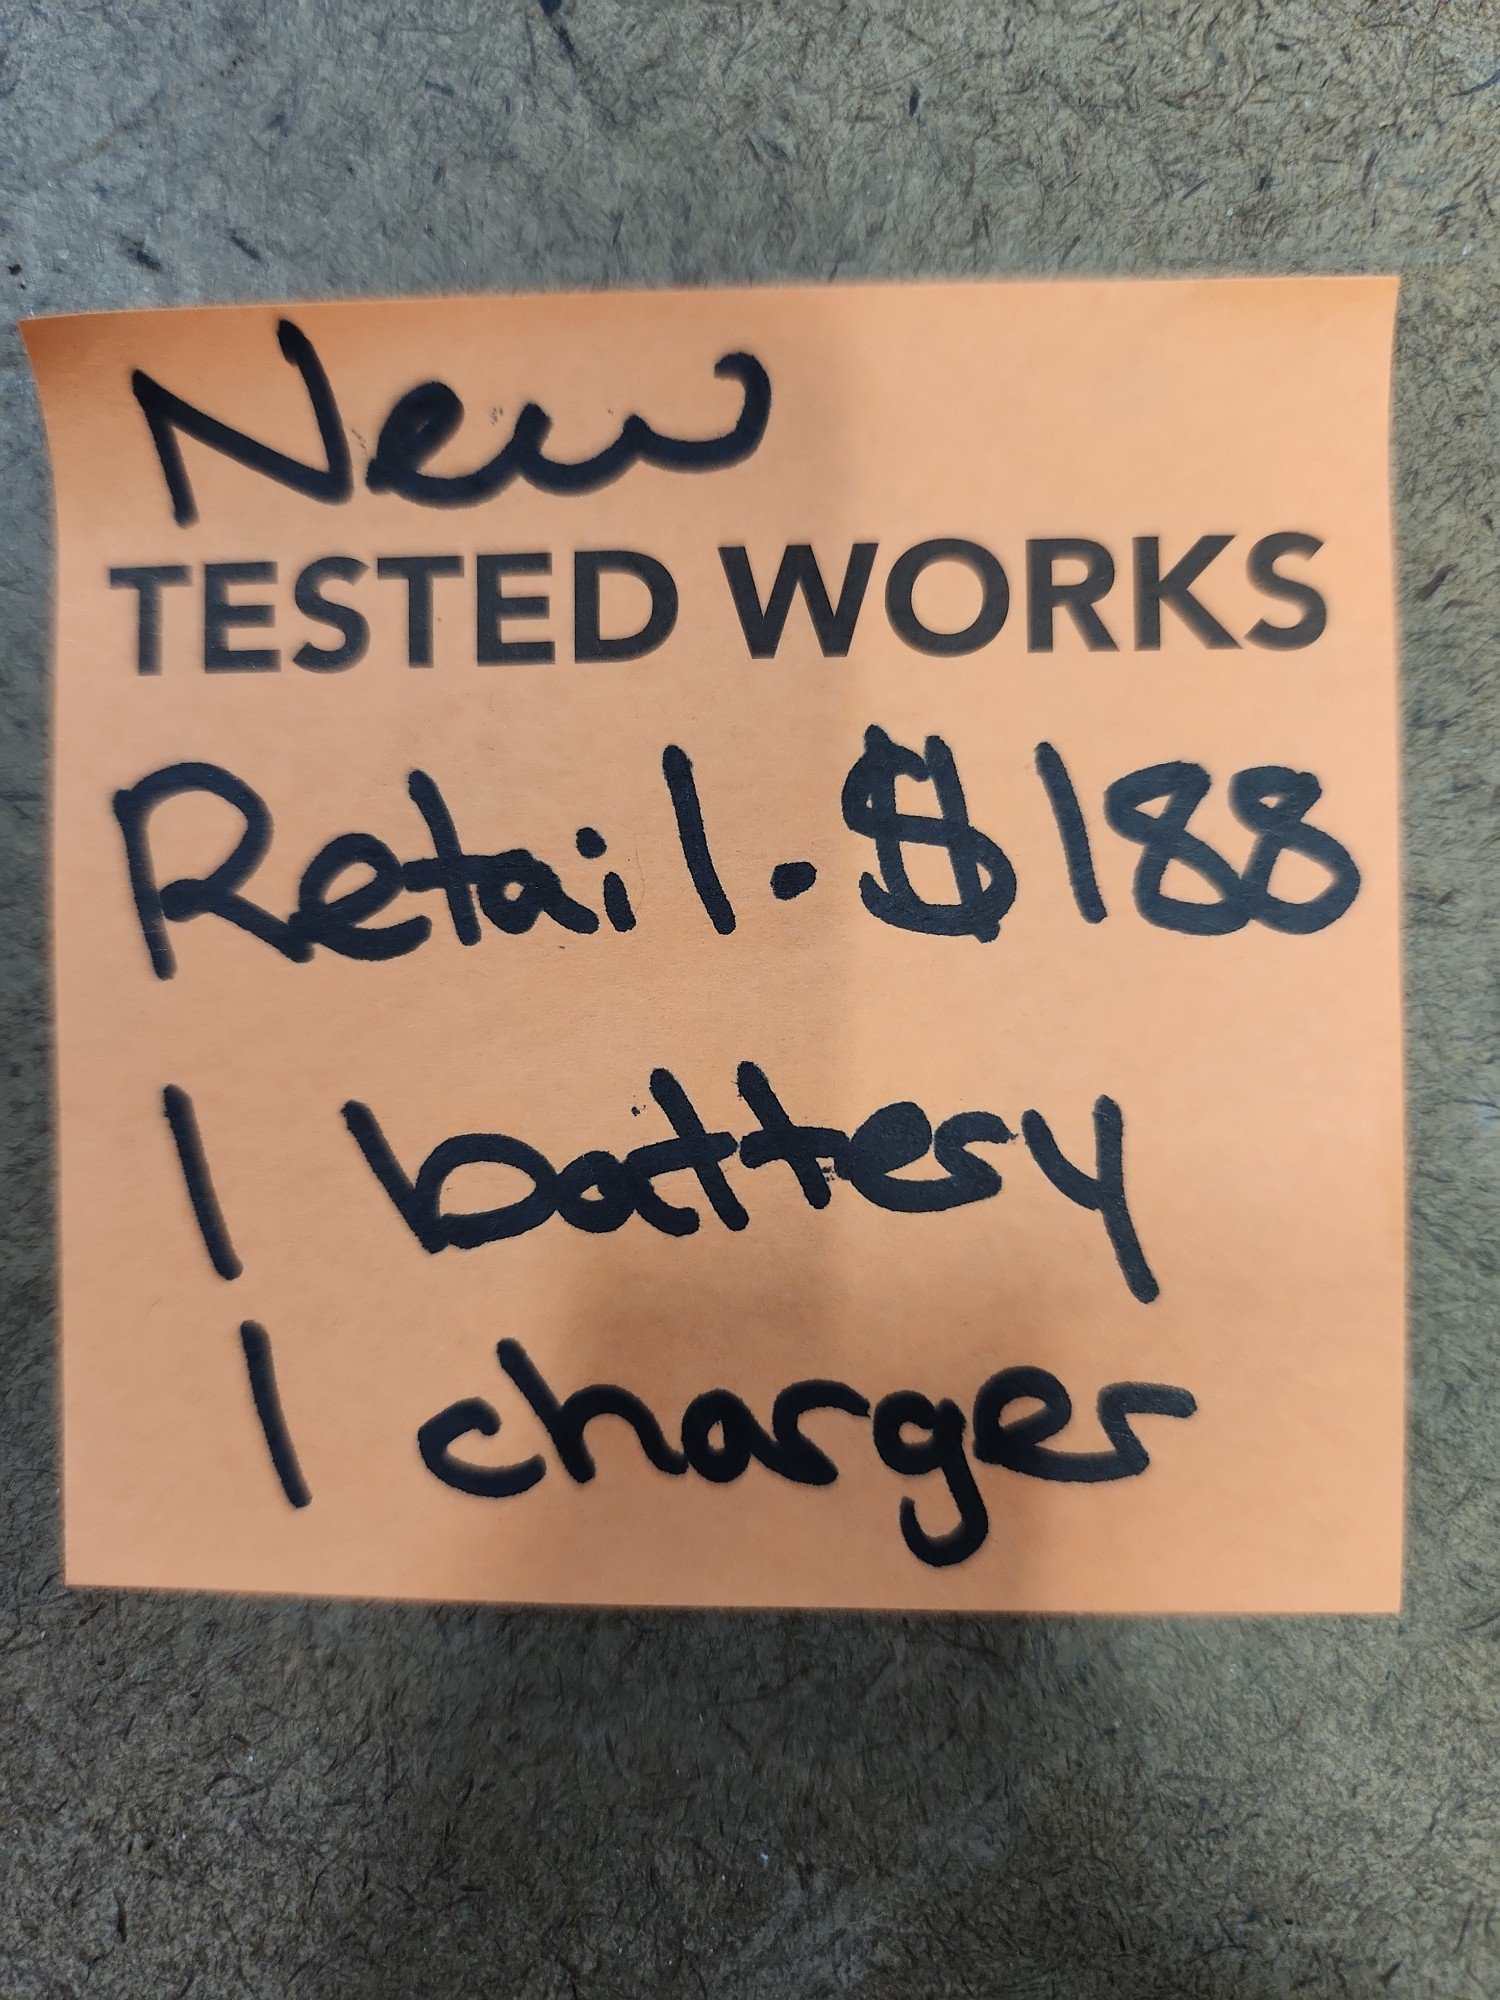 New
TESTED WORKS
Retail. $188
1 battery
1 charger